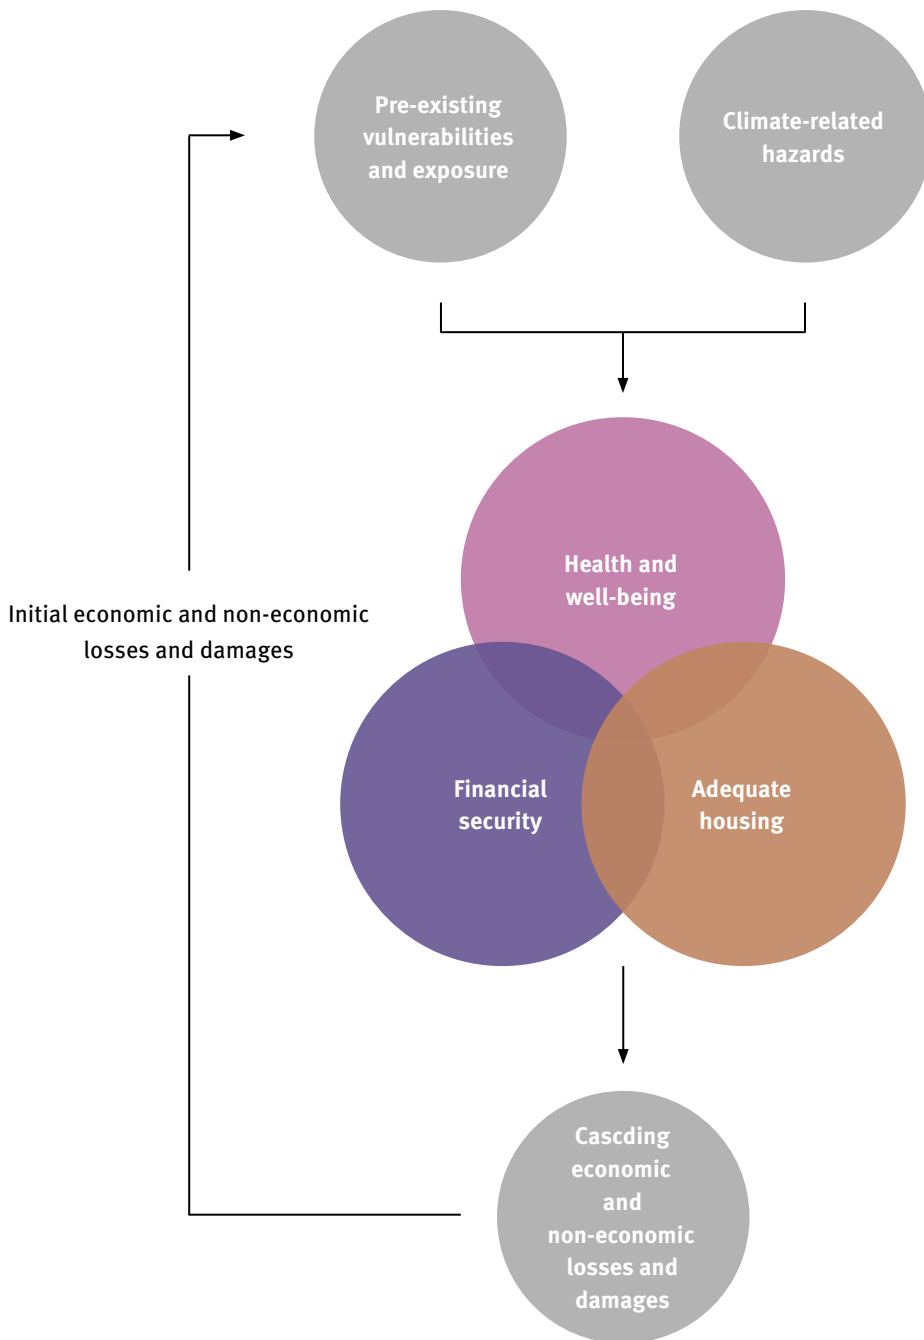 Pre-existing
vulnerabilities
and exposure
Climate-related
hazards
Health and
well-being
Initial economic and non-economic
losses and damages
Financial
security
Adequate
housing
Cascding
economic
and
non-economic
losses and
damages